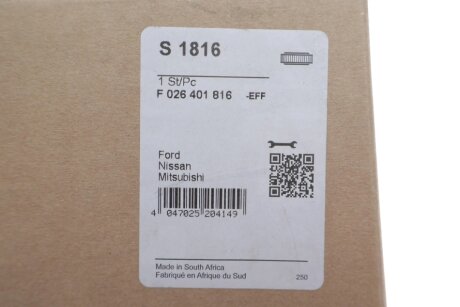 S 1816
1 St/Pc
F 026 401 816 -EFF
Ford
Nissan
Mitsubishi
4 047025 204149
Made in South Africa
Fabriqué en Afrique du Sud 250